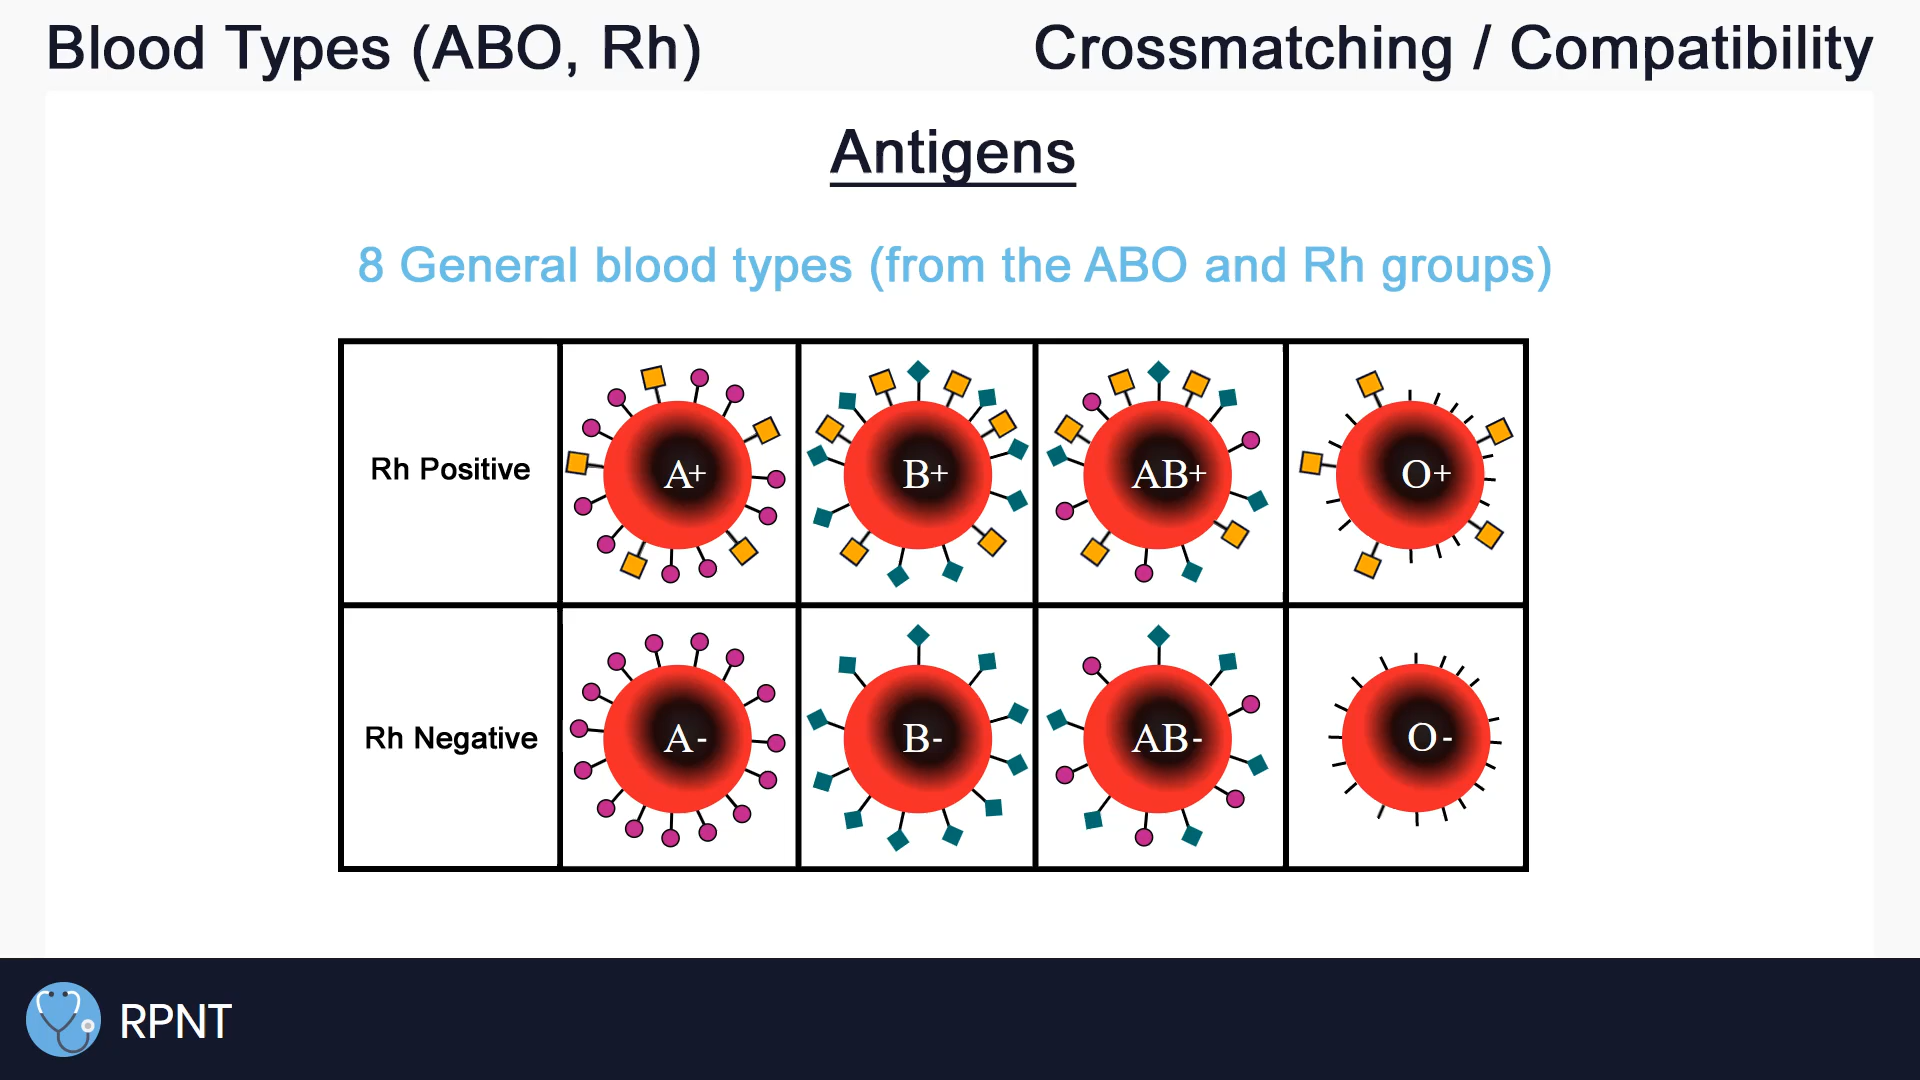 Blood Types (ABO, Rh)
Crossmatching / Compatibility
Antigens
8 General blood types (from the ABO and Rh groups)
Rh Positive
A+
B+
AB+
O+
Rh Negative
A-
B-
AB-
O-
RPNT